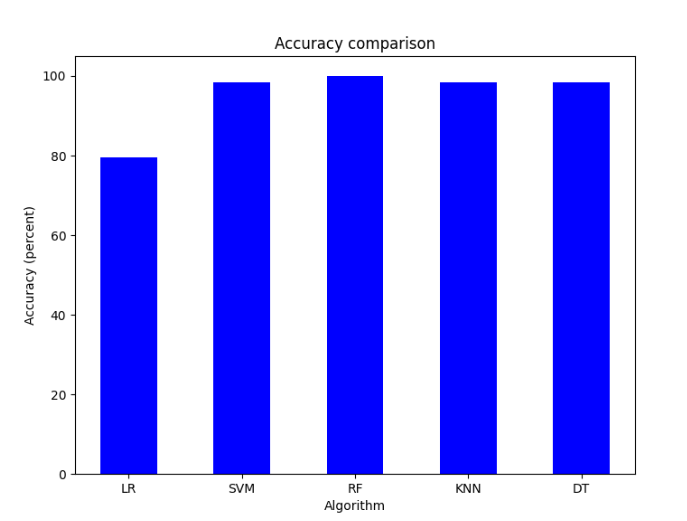 Accuracy comparison
Accuracy (percent)
100
80
60
40
20
0
LR SVM RF KNN DT
Algorithm